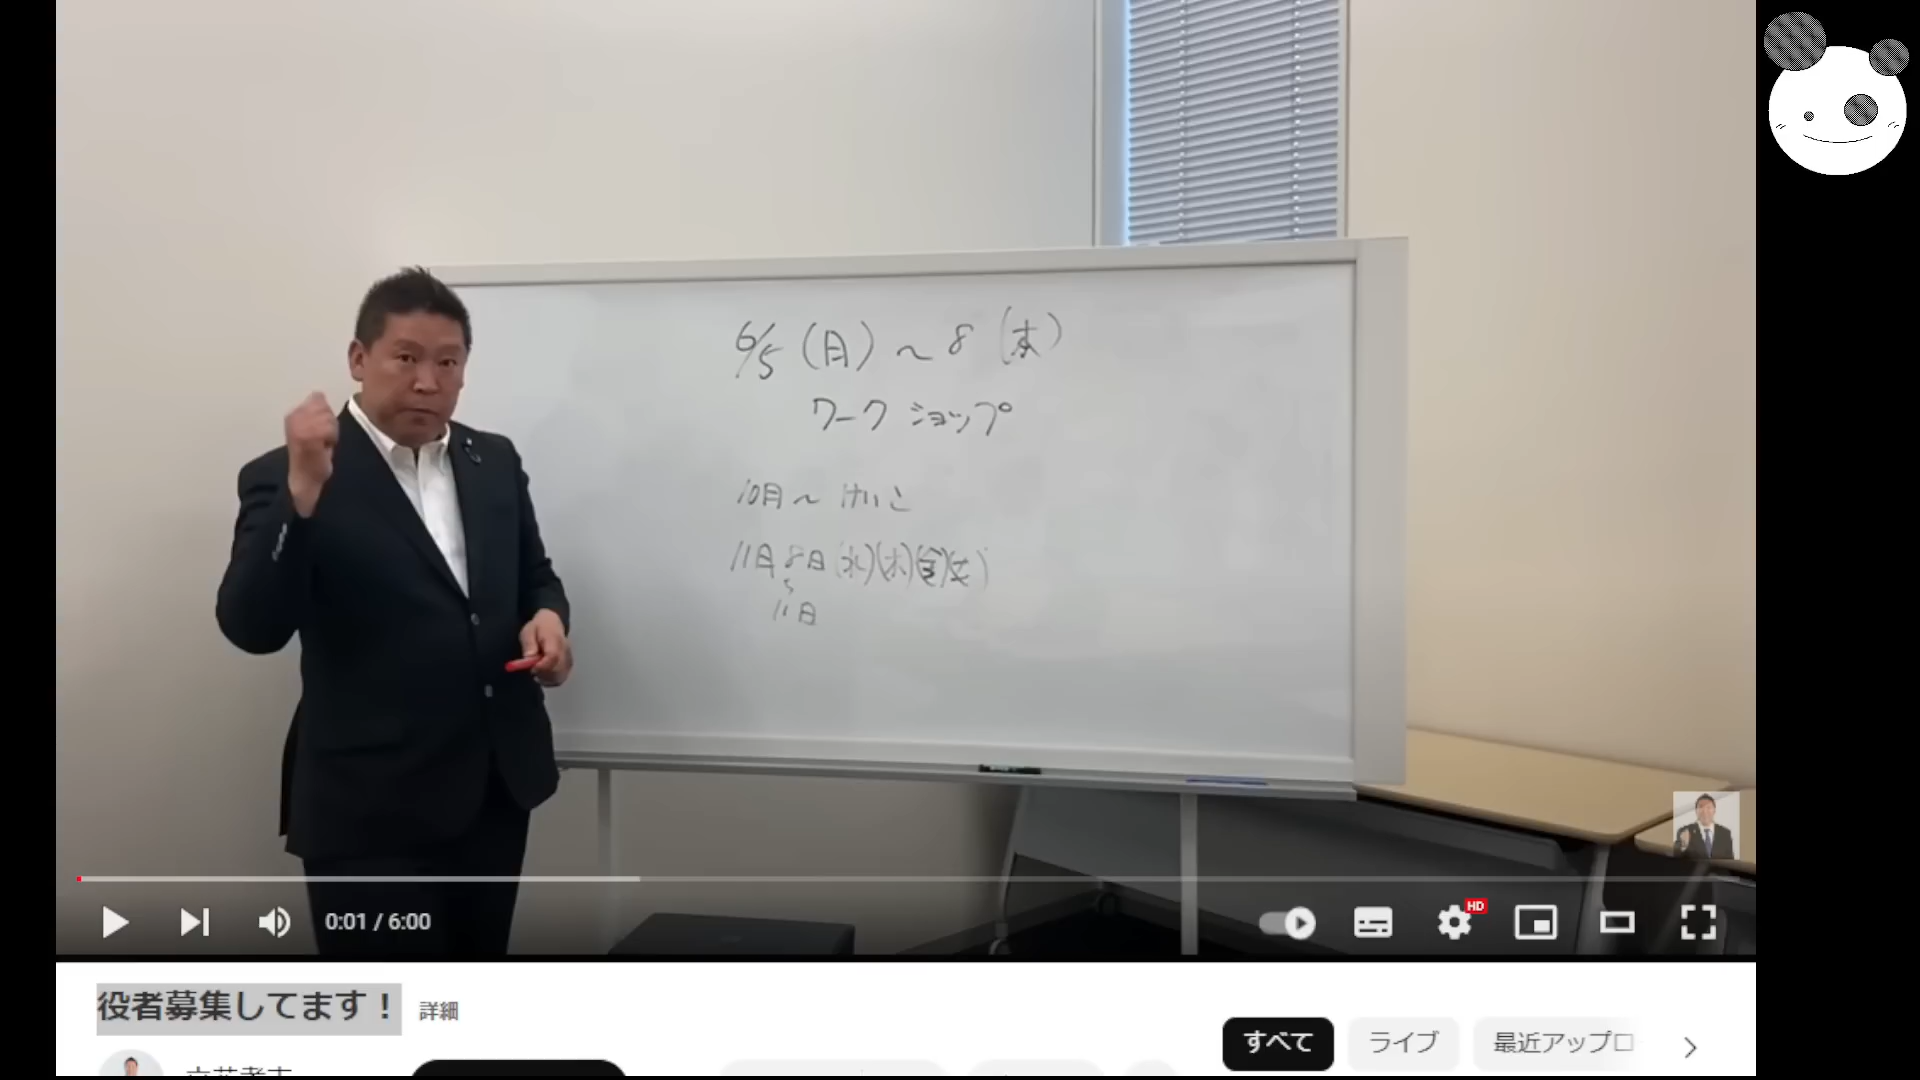 6/5 (月) ~ 8 (木)
ワークショップ
10月~ けいこ
11月8日(水)(木)(金)(土)
~
11日
HD
0:01 / 6:00
役者募集してます! 詳細
すべて ライブ 最近アップロ